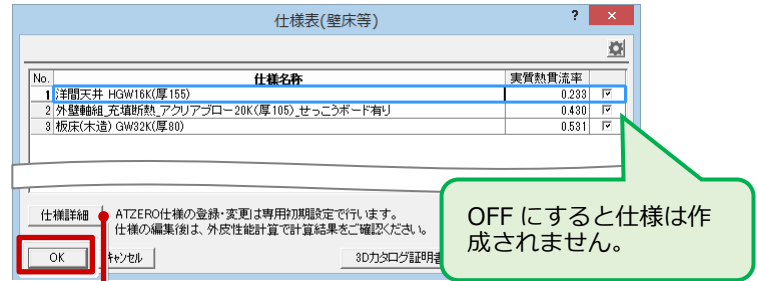 仕様表(壁床等)
?
×
No. 仕様名称 実質熱貫流率
1 洋間天井 HGW16K(厚155) 0.233
2 外壁軸組_充填断熱_アクリアブロー20K(厚105)_せっこうボード有り 0.430
3 板床(木造) GW32K(厚80) 0.531
仕様詳細
ATZERO仕様の登録・変更は専用初期設定で行います。
仕様の編集後は、外皮性能計算で計算結果をご確認ください。
OK
キャンセル
3Dカタログ証明書
OFF にすると仕様は作
成されません。